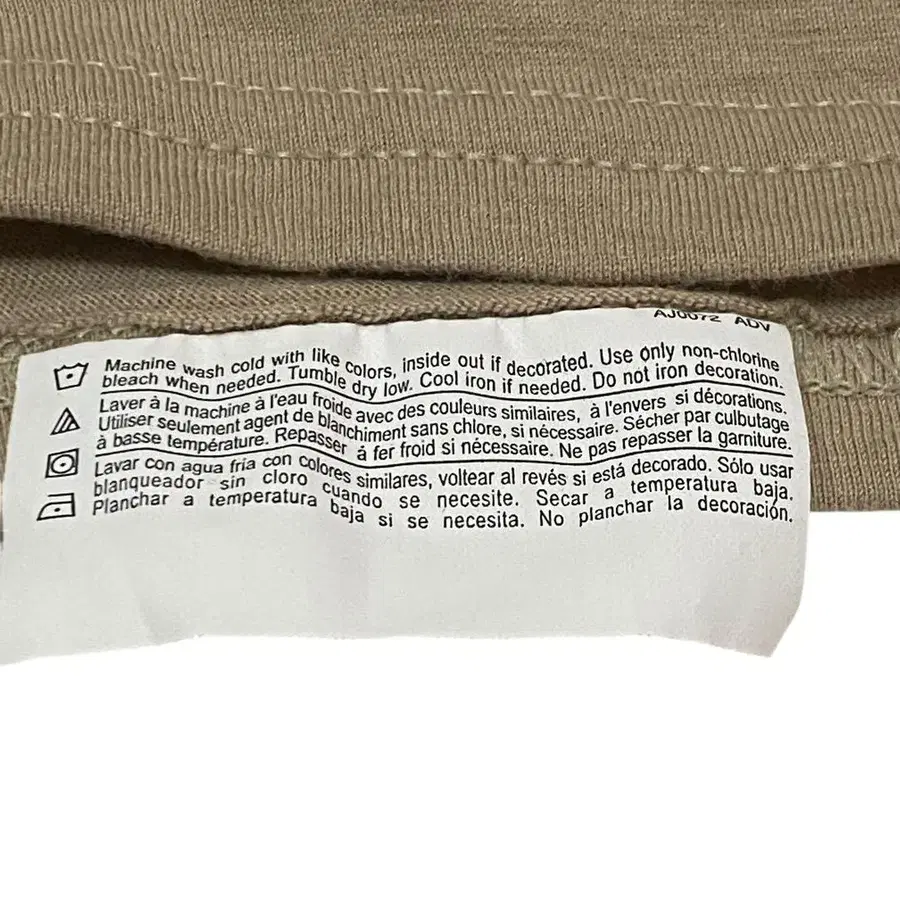 AJ0072 ADV
Machine wash cold with like colors, inside out if decorated. Use only non-chlorine
bleach when needed. Tumble dry low. Cool iron if needed. Do not iron decoration.
Laver à la machine à l'eau froide avec des couleurs similaires, à l'envers si décorations.
Utiliser seulement agent de blanchiment sans chlore, si nécessaire. Sécher par culbutage
à basse température. Repasser á fer froid si nécessaire. Ne pas repasser la garniture.
Lavar con agua fria con colores similares, voltear al revés si está decorado. Sólo usar
blanqueador sin cloro cuando se necesite. Secar a temperatura baja.
Planchar a temperatura baja si se necesita. No planchar la decoración.